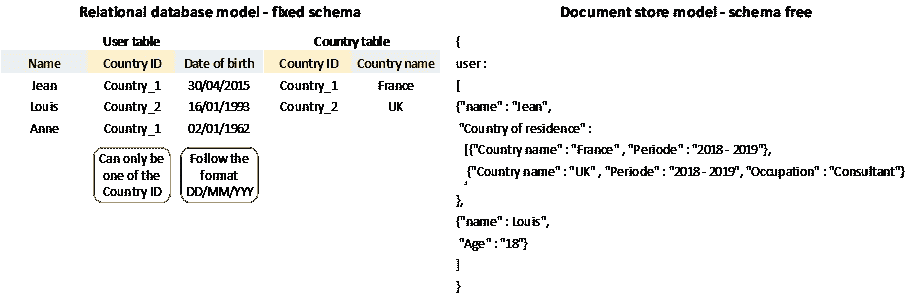 Relational database model - fixed schema
User table Country table
Name Country ID Date of birth Country ID Country name
Jean Country_1 30/04/2015 Country_1 France
Louis Country_2 16/01/1993 Country_2 UK
Anne Country_1 02/01/1962
Can only be
one of the
Country ID
Follow the
format
DD/MM/YYY
Document store model - schema free
{
user :
[
{"name" : "Jean",
"Country of residence" :
[{"Country name" : "France" , "Periode" : "2018 - 2019"},
{"Country name" : "UK" , "Periode" : "2018 - 2019", "Occupation" : "Consultant"}
,
},
{"name : Louis",
"Age" : "18"}
]
}